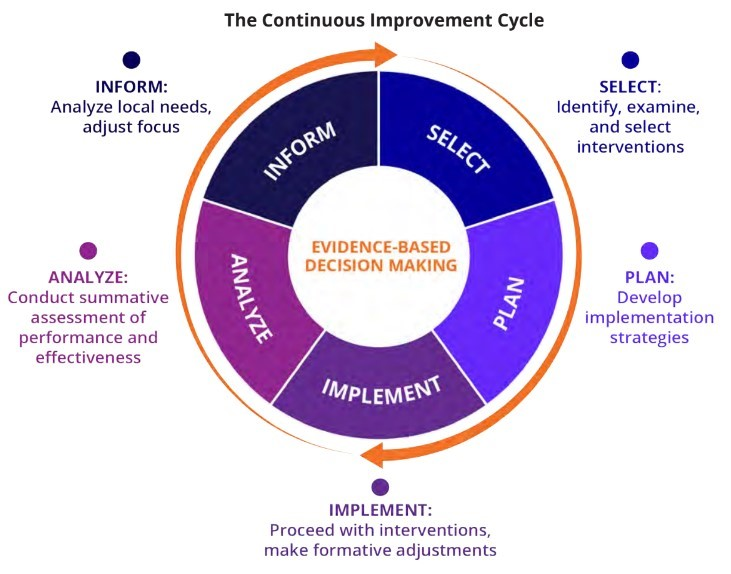 The Continuous Improvement Cycle
INFORM:
Analyze local needs,
adjust focus
SELECT:
Identify, examine,
and select
interventions
INFORM
SELECT
EVIDENCE-BASED
DECISION MAKING
ANALYZE
PLAN
IMPLEMENT
ANALYZE:
Conduct summative
assessment of
performance and
effectiveness
PLAN:
Develop
implementation
strategies
IMPLEMENT:
Proceed with interventions,
make formative adjustments